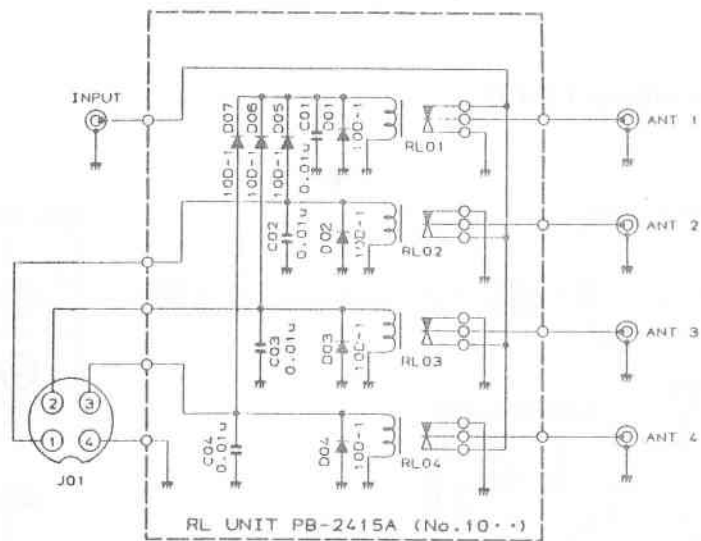 INPUT
D07
10D-1
D06
10D-1
D05
10D-1
C01
0.01u
D01
10D-1
RL01
ANT 1
C02
0.01u
D02
10D-1
RL02
ANT 2
C03
0.01u
D03
10D-1
RL03
ANT 3
2
3
1
4
J01
C04
0.01u
D04
10D-1
RL04
ANT 4
RL UNIT PB-2415A (No.10··)